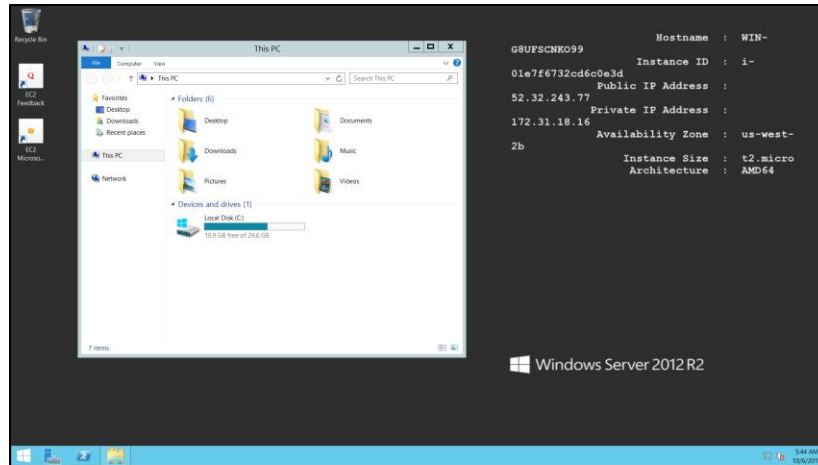 Recycle Bin
EC2
Feedback
EC2
Microso...
This PC
File Computer View
This PC
Search This PC
Favorites
Desktop
Downloads
Recent places
This PC
Network
Folders (6)
Desktop
Documents
Downloads
Music
Pictures
Videos
Devices and drives (1)
Local Disk (C:)
10.9 GB free of 29.6 GB
7 items
Hostname : WIN-
G8UFSCNKO99
Instance ID : i-
01e7f6732cd6c0e3d
Public IP Address :
52.32.243.77
Private IP Address :
172.31.18.16
Availability Zone : us-west-
2b
Instance Size : t2.micro
Architecture : AMD64
Windows Server 2012 R2
5:44 AM